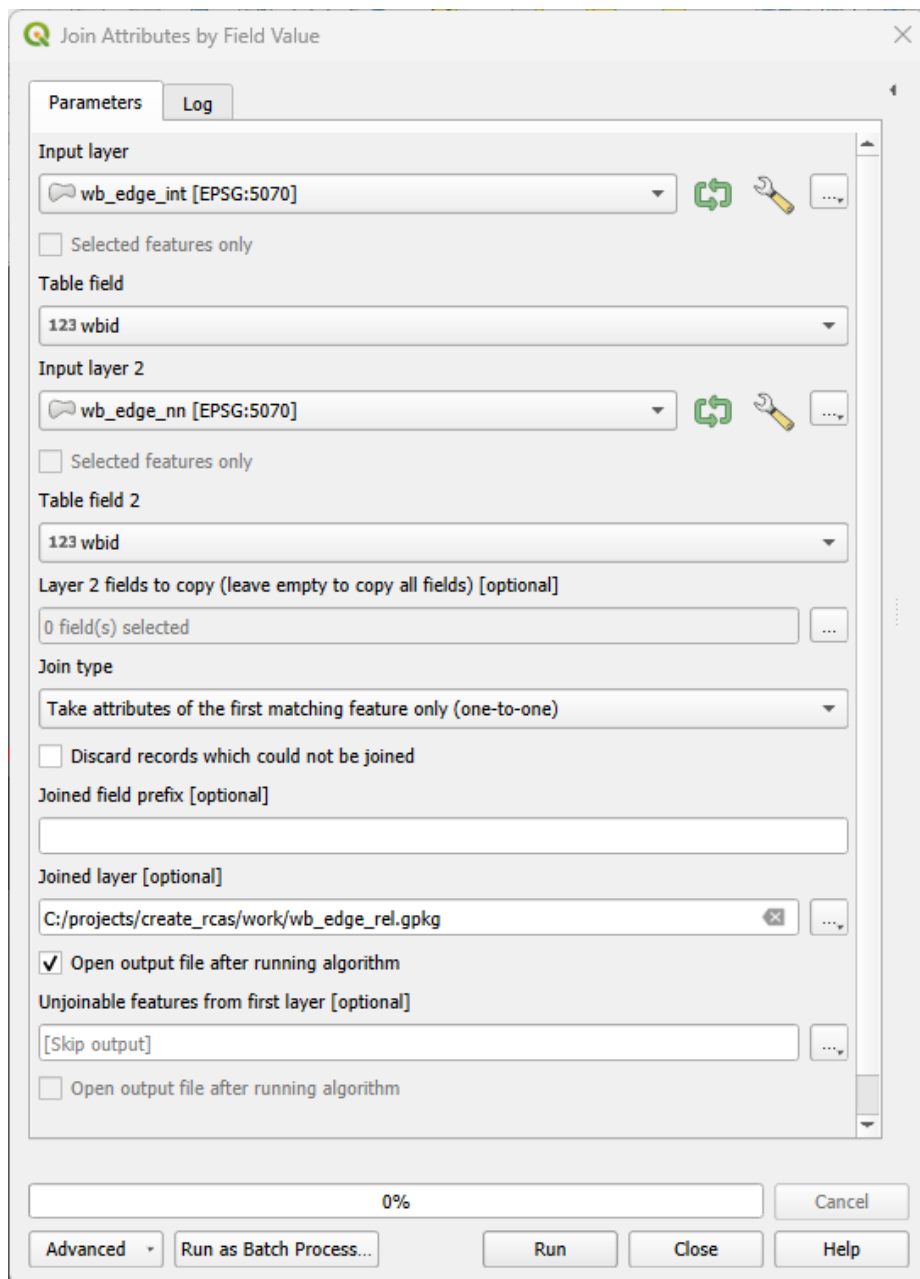 Join Attributes by Field Value
Parameters
Log
Input layer
wb_edge_int [EPSG:5070]
...
Selected features only
Table field
123 wbid
Input layer 2
wb_edge_nn [EPSG:5070]
...
Selected features only
Table field 2
123 wbid
Layer 2 fields to copy (leave empty to copy all fields) [optional]
0 field(s) selected
...
Join type
Take attributes of the first matching feature only (one-to-one)
Discard records which could not be joined
Joined field prefix [optional]
Joined layer [optional]
C:/projects/create_rcas/work/wb_edge_rel.gpkg
...
Open output file after running algorithm
Unjoinable features from first layer [optional]
[Skip output]
...
Open output file after running algorithm
0%
Cancel
Advanced
Run as Batch Process...
Run
Close
Help